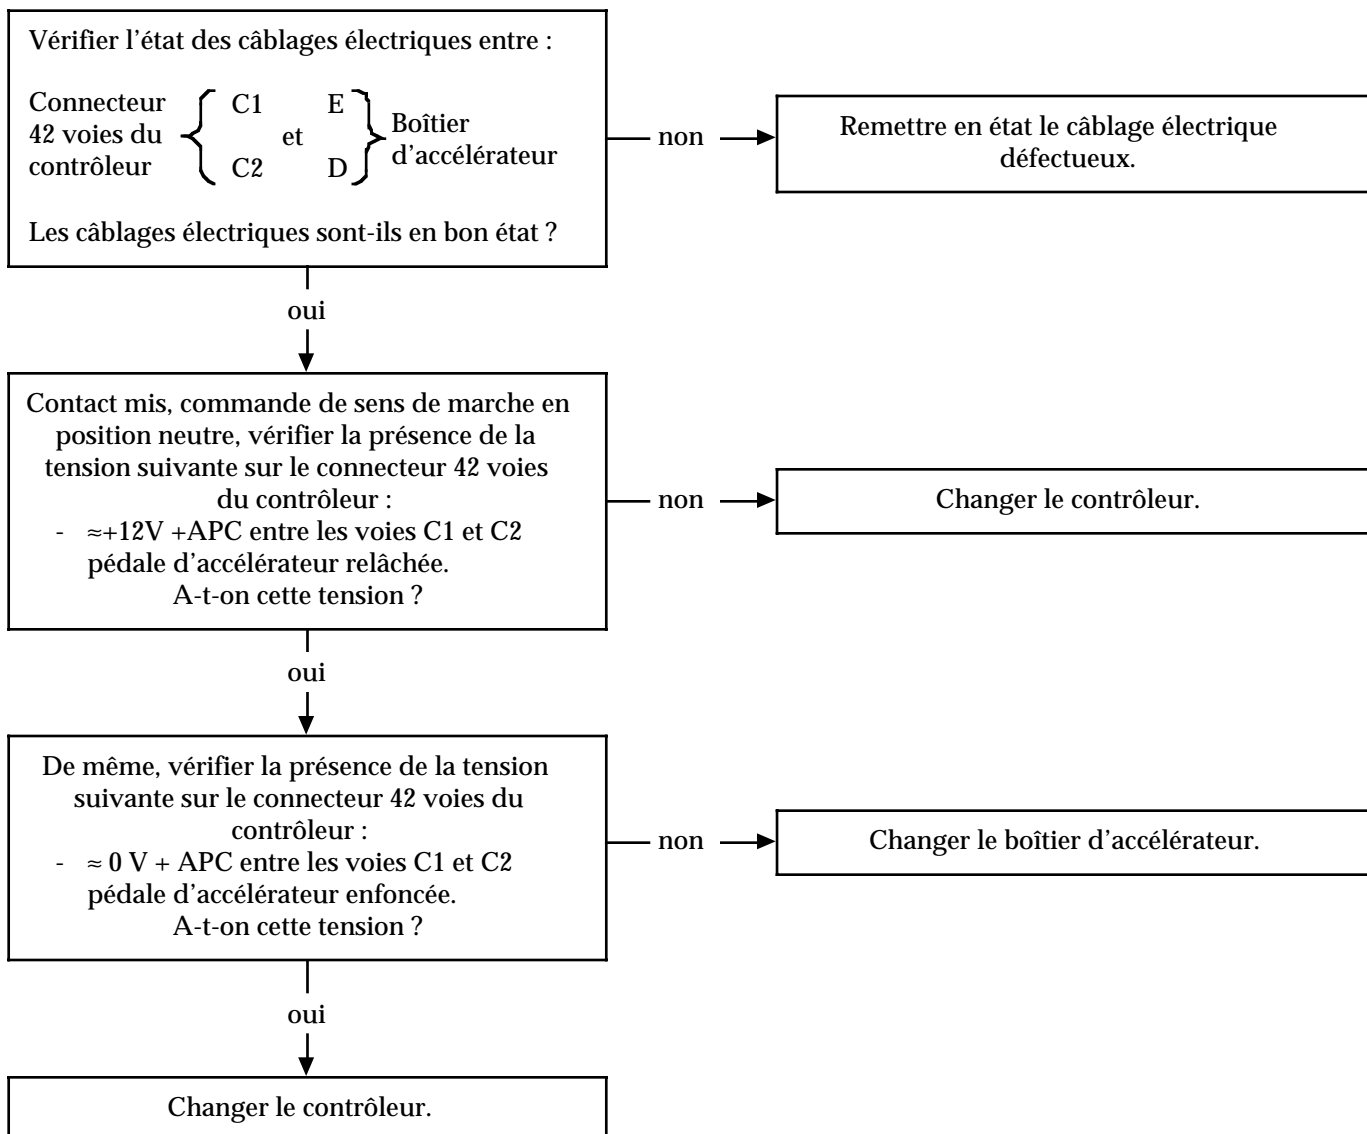 Vérifier l'état des câblages électriques entre :
Connecteur
42 voies du
contrôleur
C1 E
et
C2 D
Boîtier
d'accélérateur
Les câblages électriques sont-ils en bon état ?
non
Remettre en état le câblage électrique
défectueux.
oui
Contact mis, commande de sens de marche en
position neutre, vérifier la présence de la
tension suivante sur le connecteur 42 voies
du contrôleur :
- ≈+12V +APC entre les voies C1 et C2
pédale d'accélérateur relâchée.
A-t-on cette tension ?
non
Changer le contrôleur.
oui
De même, vérifier la présence de la tension
suivante sur le connecteur 42 voies du
contrôleur :
- ≈ 0 V + APC entre les voies C1 et C2
pédale d'accélérateur enfoncée.
A-t-on cette tension ?
non
Changer le boîtier d'accélérateur.
oui
Changer le contrôleur.